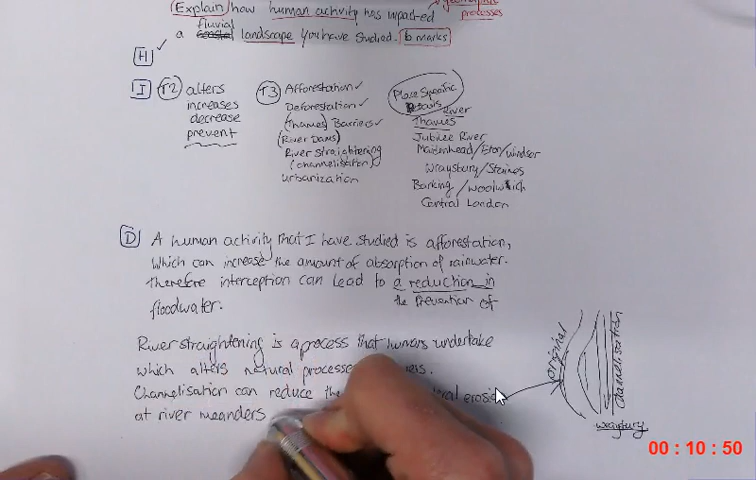 Explain how human activity has impacted geomorphic processes
fluvial
a coastal landscape you have studied. 6 marks
H ✓
I T2 alters
increases
decrease
prevent
T3 Afforestation ✓
Deforestation ✓
(Thames) Barriers ✓
(River Dams)
River straightening
(channelisation)
urbanization
Place Specific
River
Thames
Jubilee River
Maidenhead/Eton/Windsor
Wraysbury/Staines
Barking/Woolwich
Central London
D A human activity that I have studied is afforestation,
which can increase the amount of absorption of rainwater.
Therefore interception can lead to a reduction in
the prevention of
floodwater.
River straightening is a process that humans undertake
which alters natural
Channelisation can reduce the
at river meanders
original
channelisation
wraysbury
00:10:50